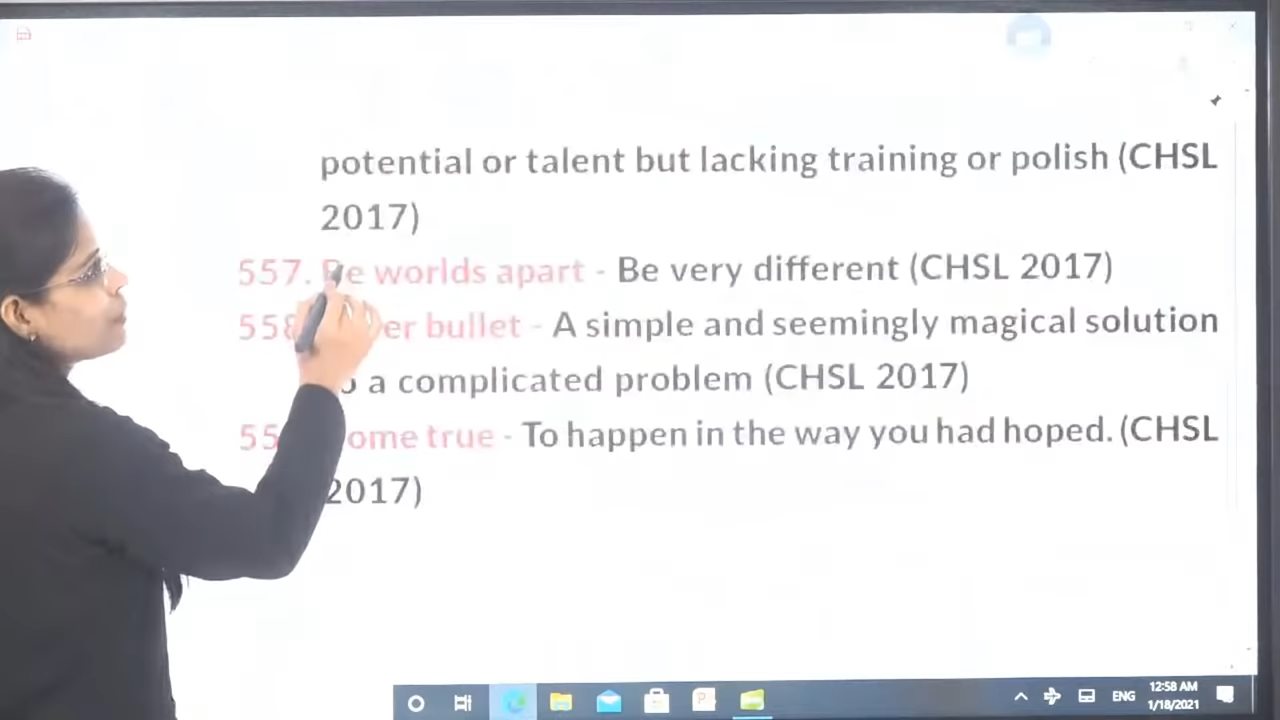 potential or talent but lacking training or polish (CHSL
2017)
557. Be worlds apart - Be very different (CHSL 2017)
bullet - A simple and seemingly magical solution
a complicated problem (CHSL 2017)
true - To happen in the way you had hoped. (CHSL
2017)
ENG
12:58 AM
1/18/2021